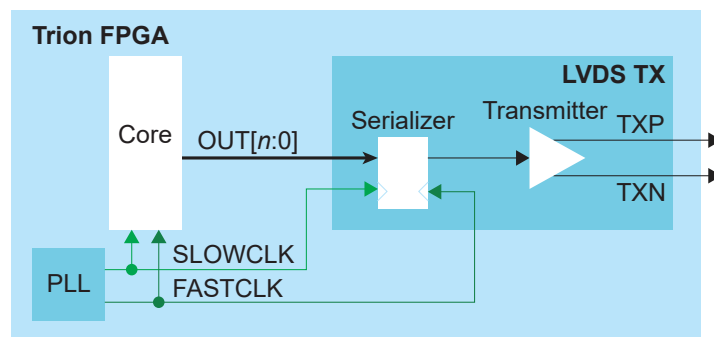 Trion FPGA
LVDS TX
Core
OUT[n:0]
Serializer
Transmitter
TXP
TXN
SLOWCLK
FASTCLK
PLL